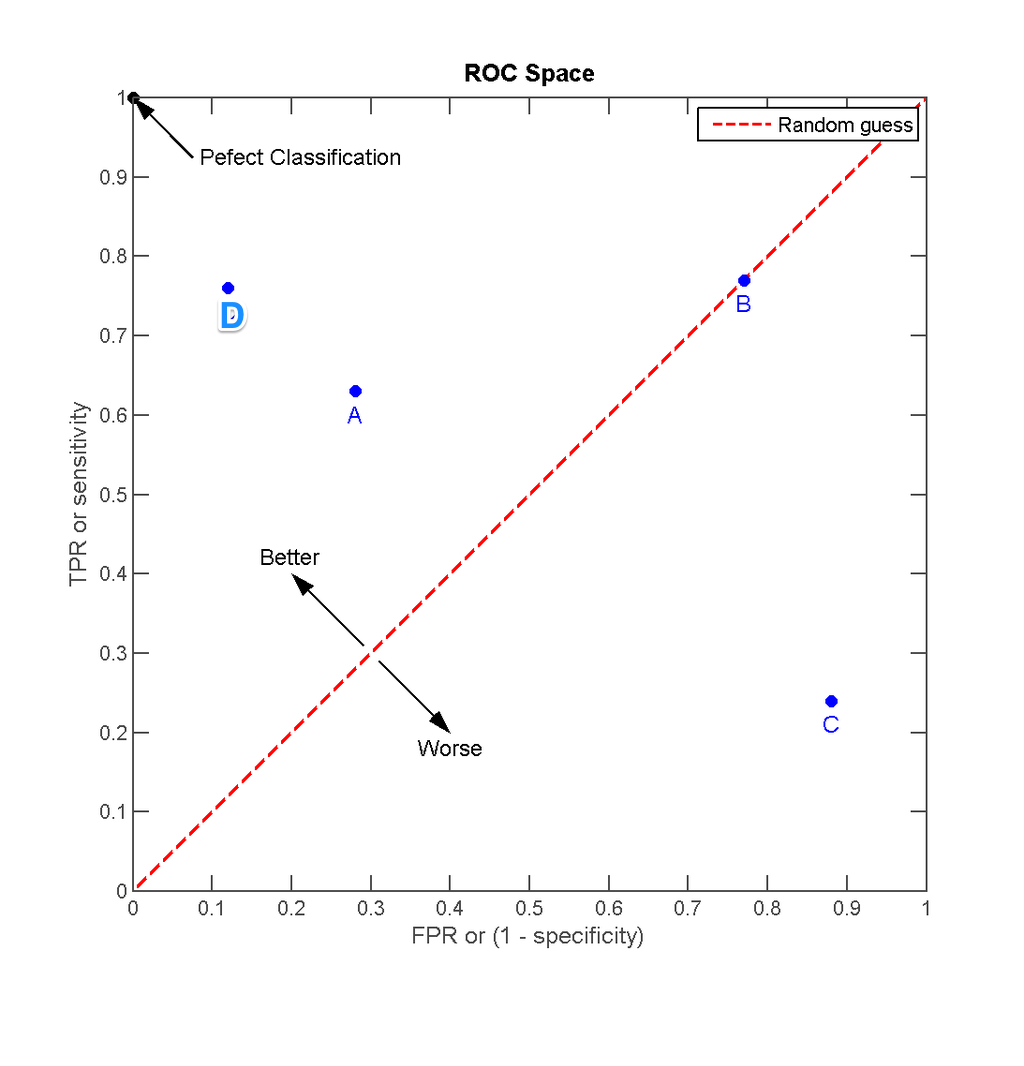 ROC Space
Random guess
Pefect Classification
1
0.9
0.8
0.7
0.6
0.5
0.4
0.3
0.2
0.1
0
TPR or sensitivity
D
A
B
C
Better
Worse
0 0.1 0.2 0.3 0.4 0.5 0.6 0.7 0.8 0.9 1
FPR or (1 - specificity)